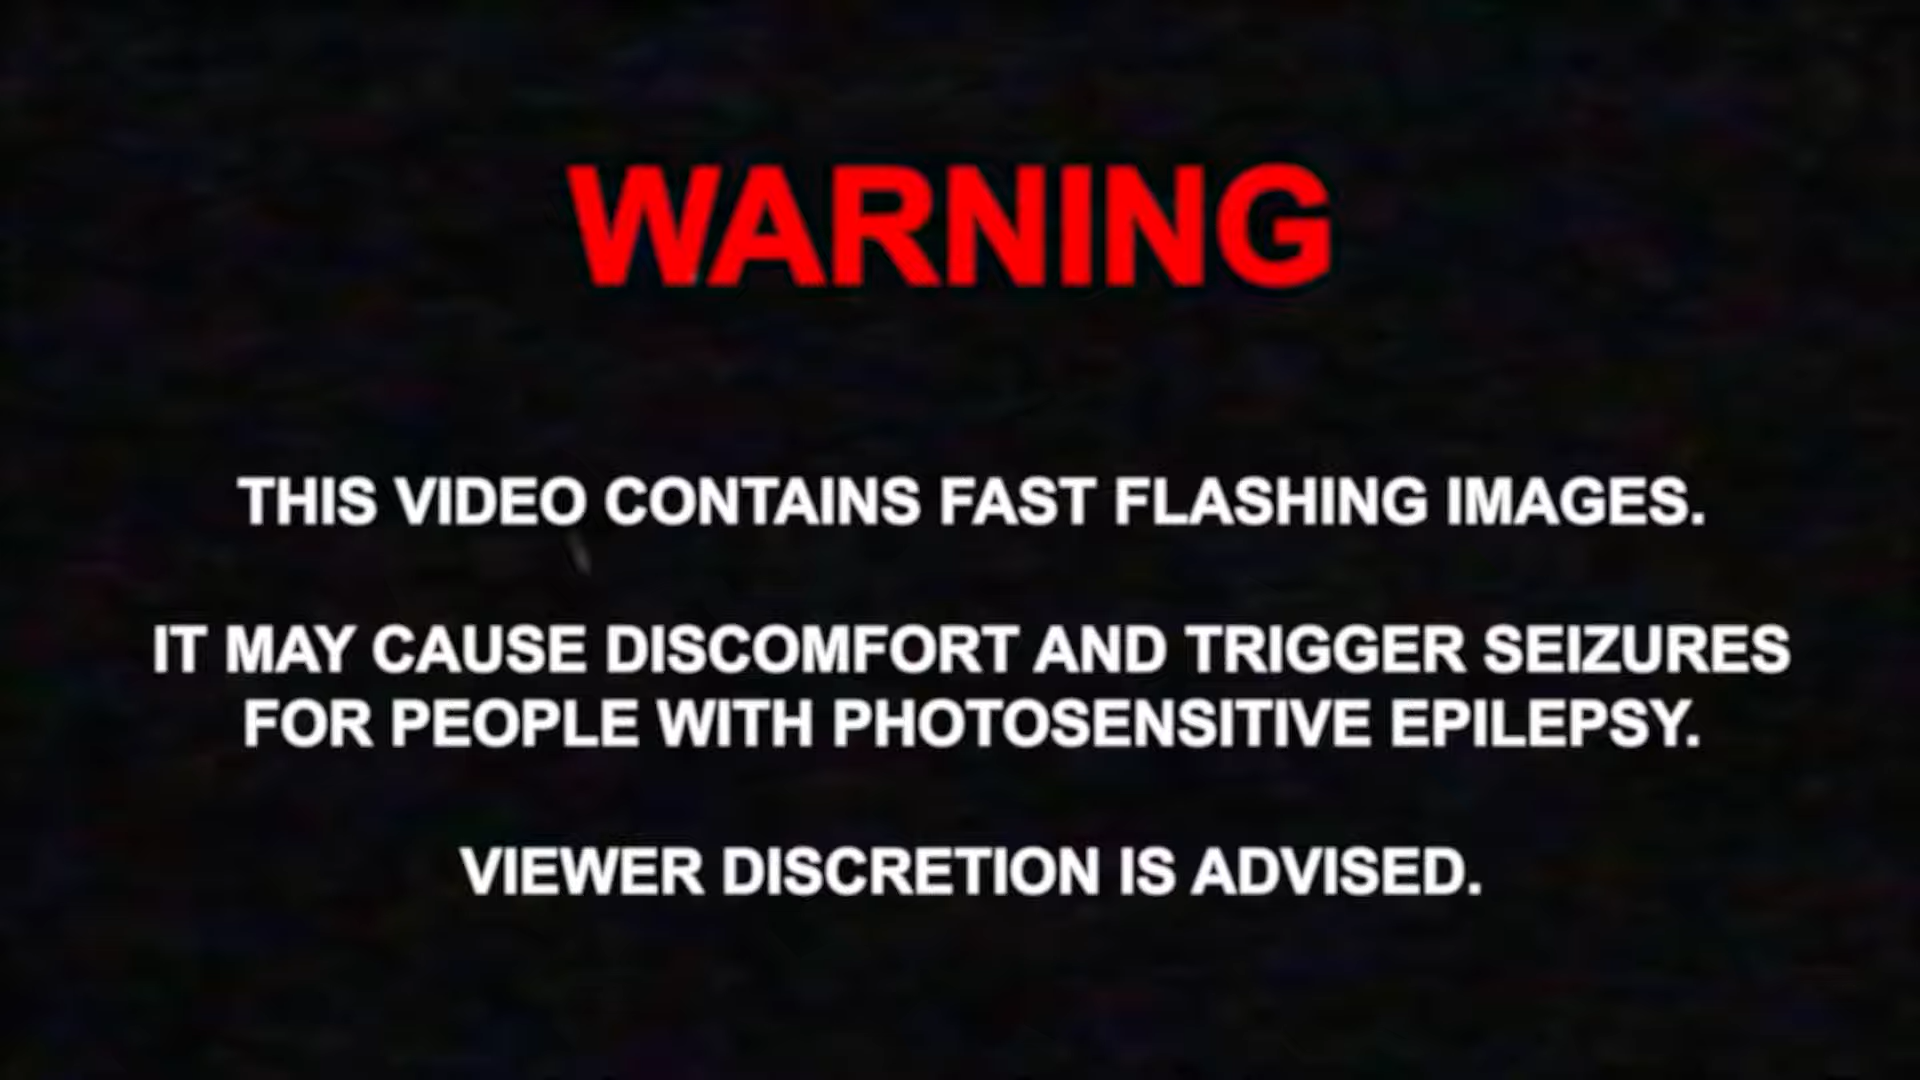 WARNING
THIS VIDEO CONTAINS FAST FLASHING IMAGES.
IT MAY CAUSE DISCOMFORT AND TRIGGER SEIZURES
FOR PEOPLE WITH PHOTOSENSITIVE EPILEPSY.
VIEWER DISCRETION IS ADVISED.